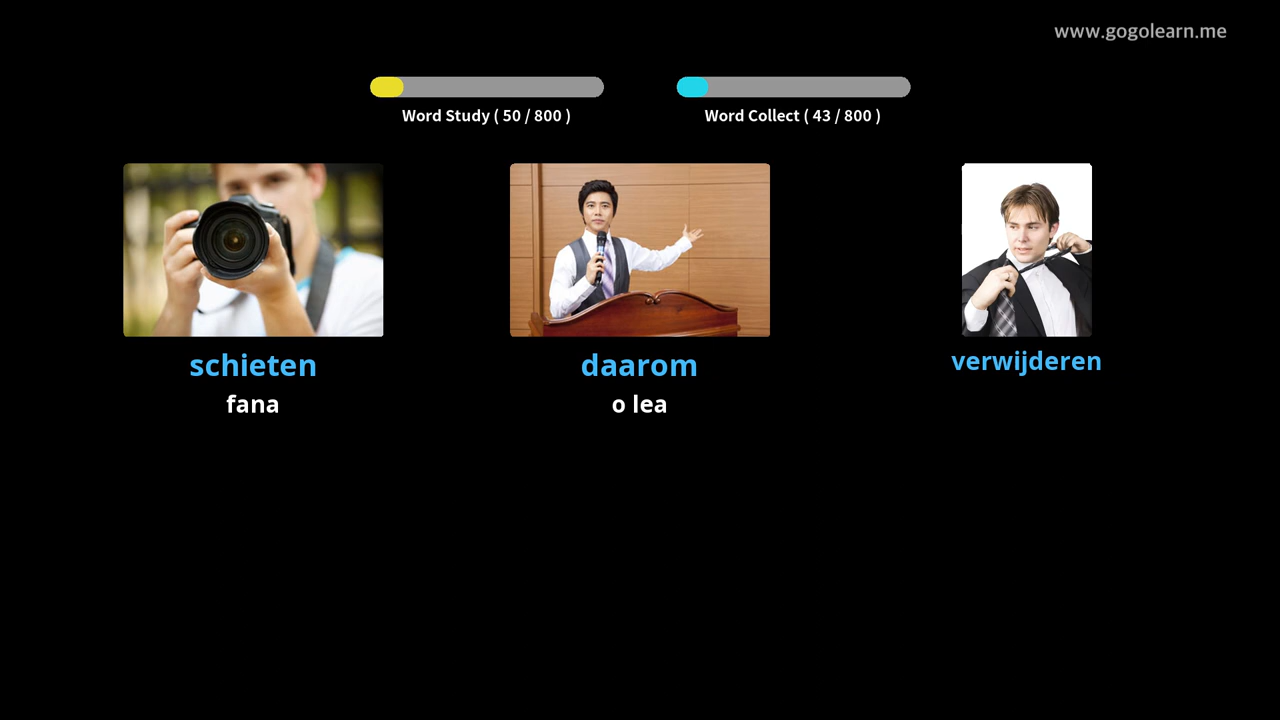 www.gogolearn.me
Word Study ( 50 / 800 )
Word Collect ( 43 / 800 )
schieten
fana
daarom
o lea
verwijderen